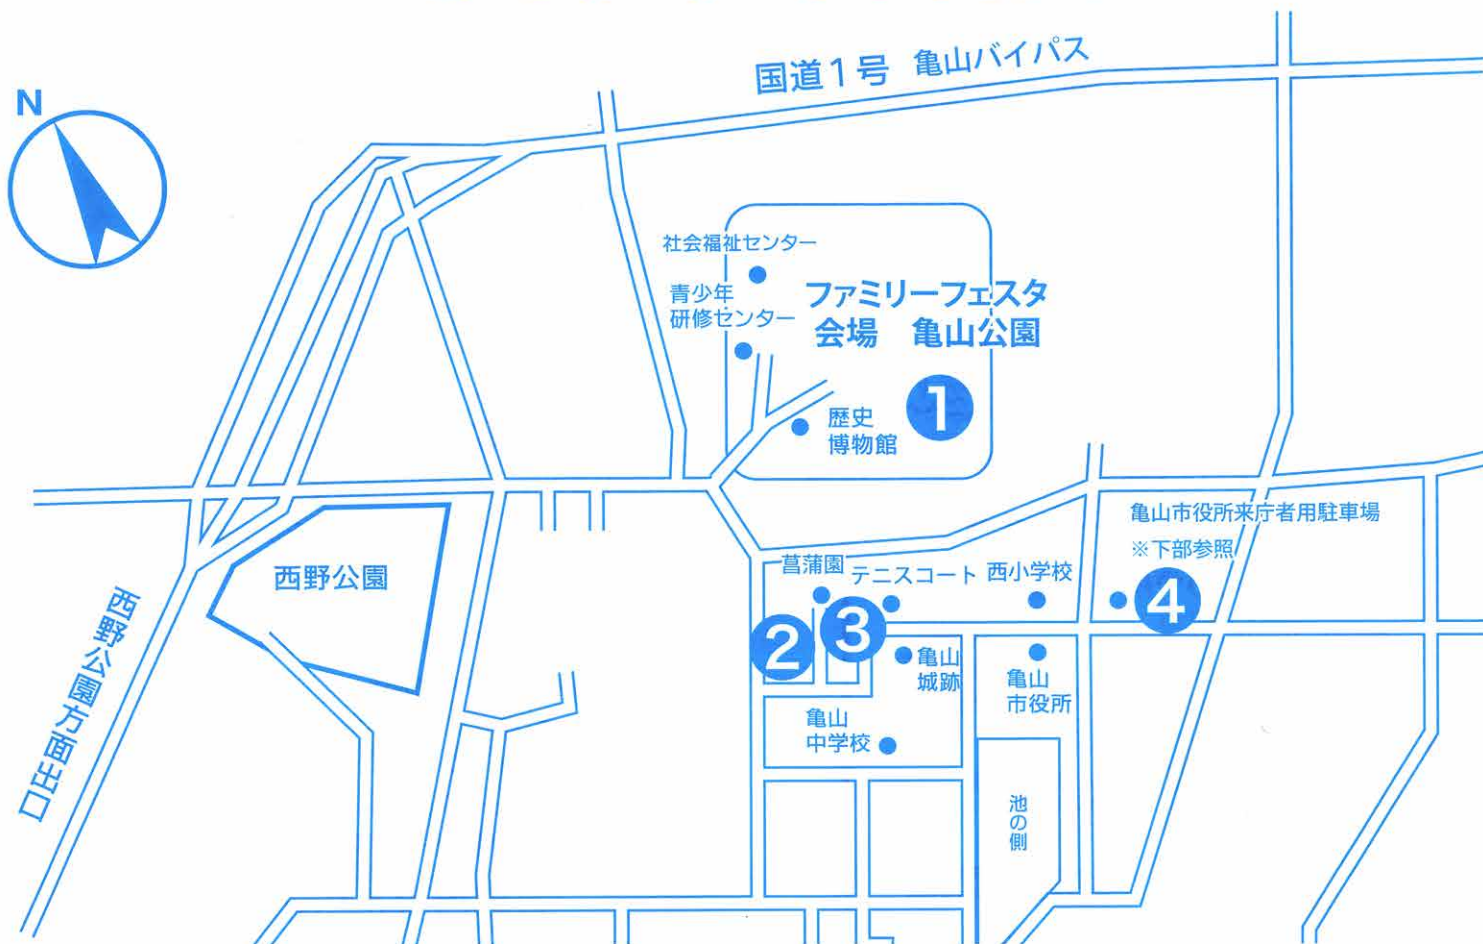 国道1号 亀山バイパス
N
社会福祉センター
青少年
研修センター
ファミリーフェスタ
会場 亀山公園
1
歴史
博物館
亀山市役所来庁者用駐車場
※下部参照
西野公園
菖蒲園
テニスコート
西小学校
2
3
4
亀山
城跡
亀山
市役所
亀山
中学校
池の側
西野公園方面出口